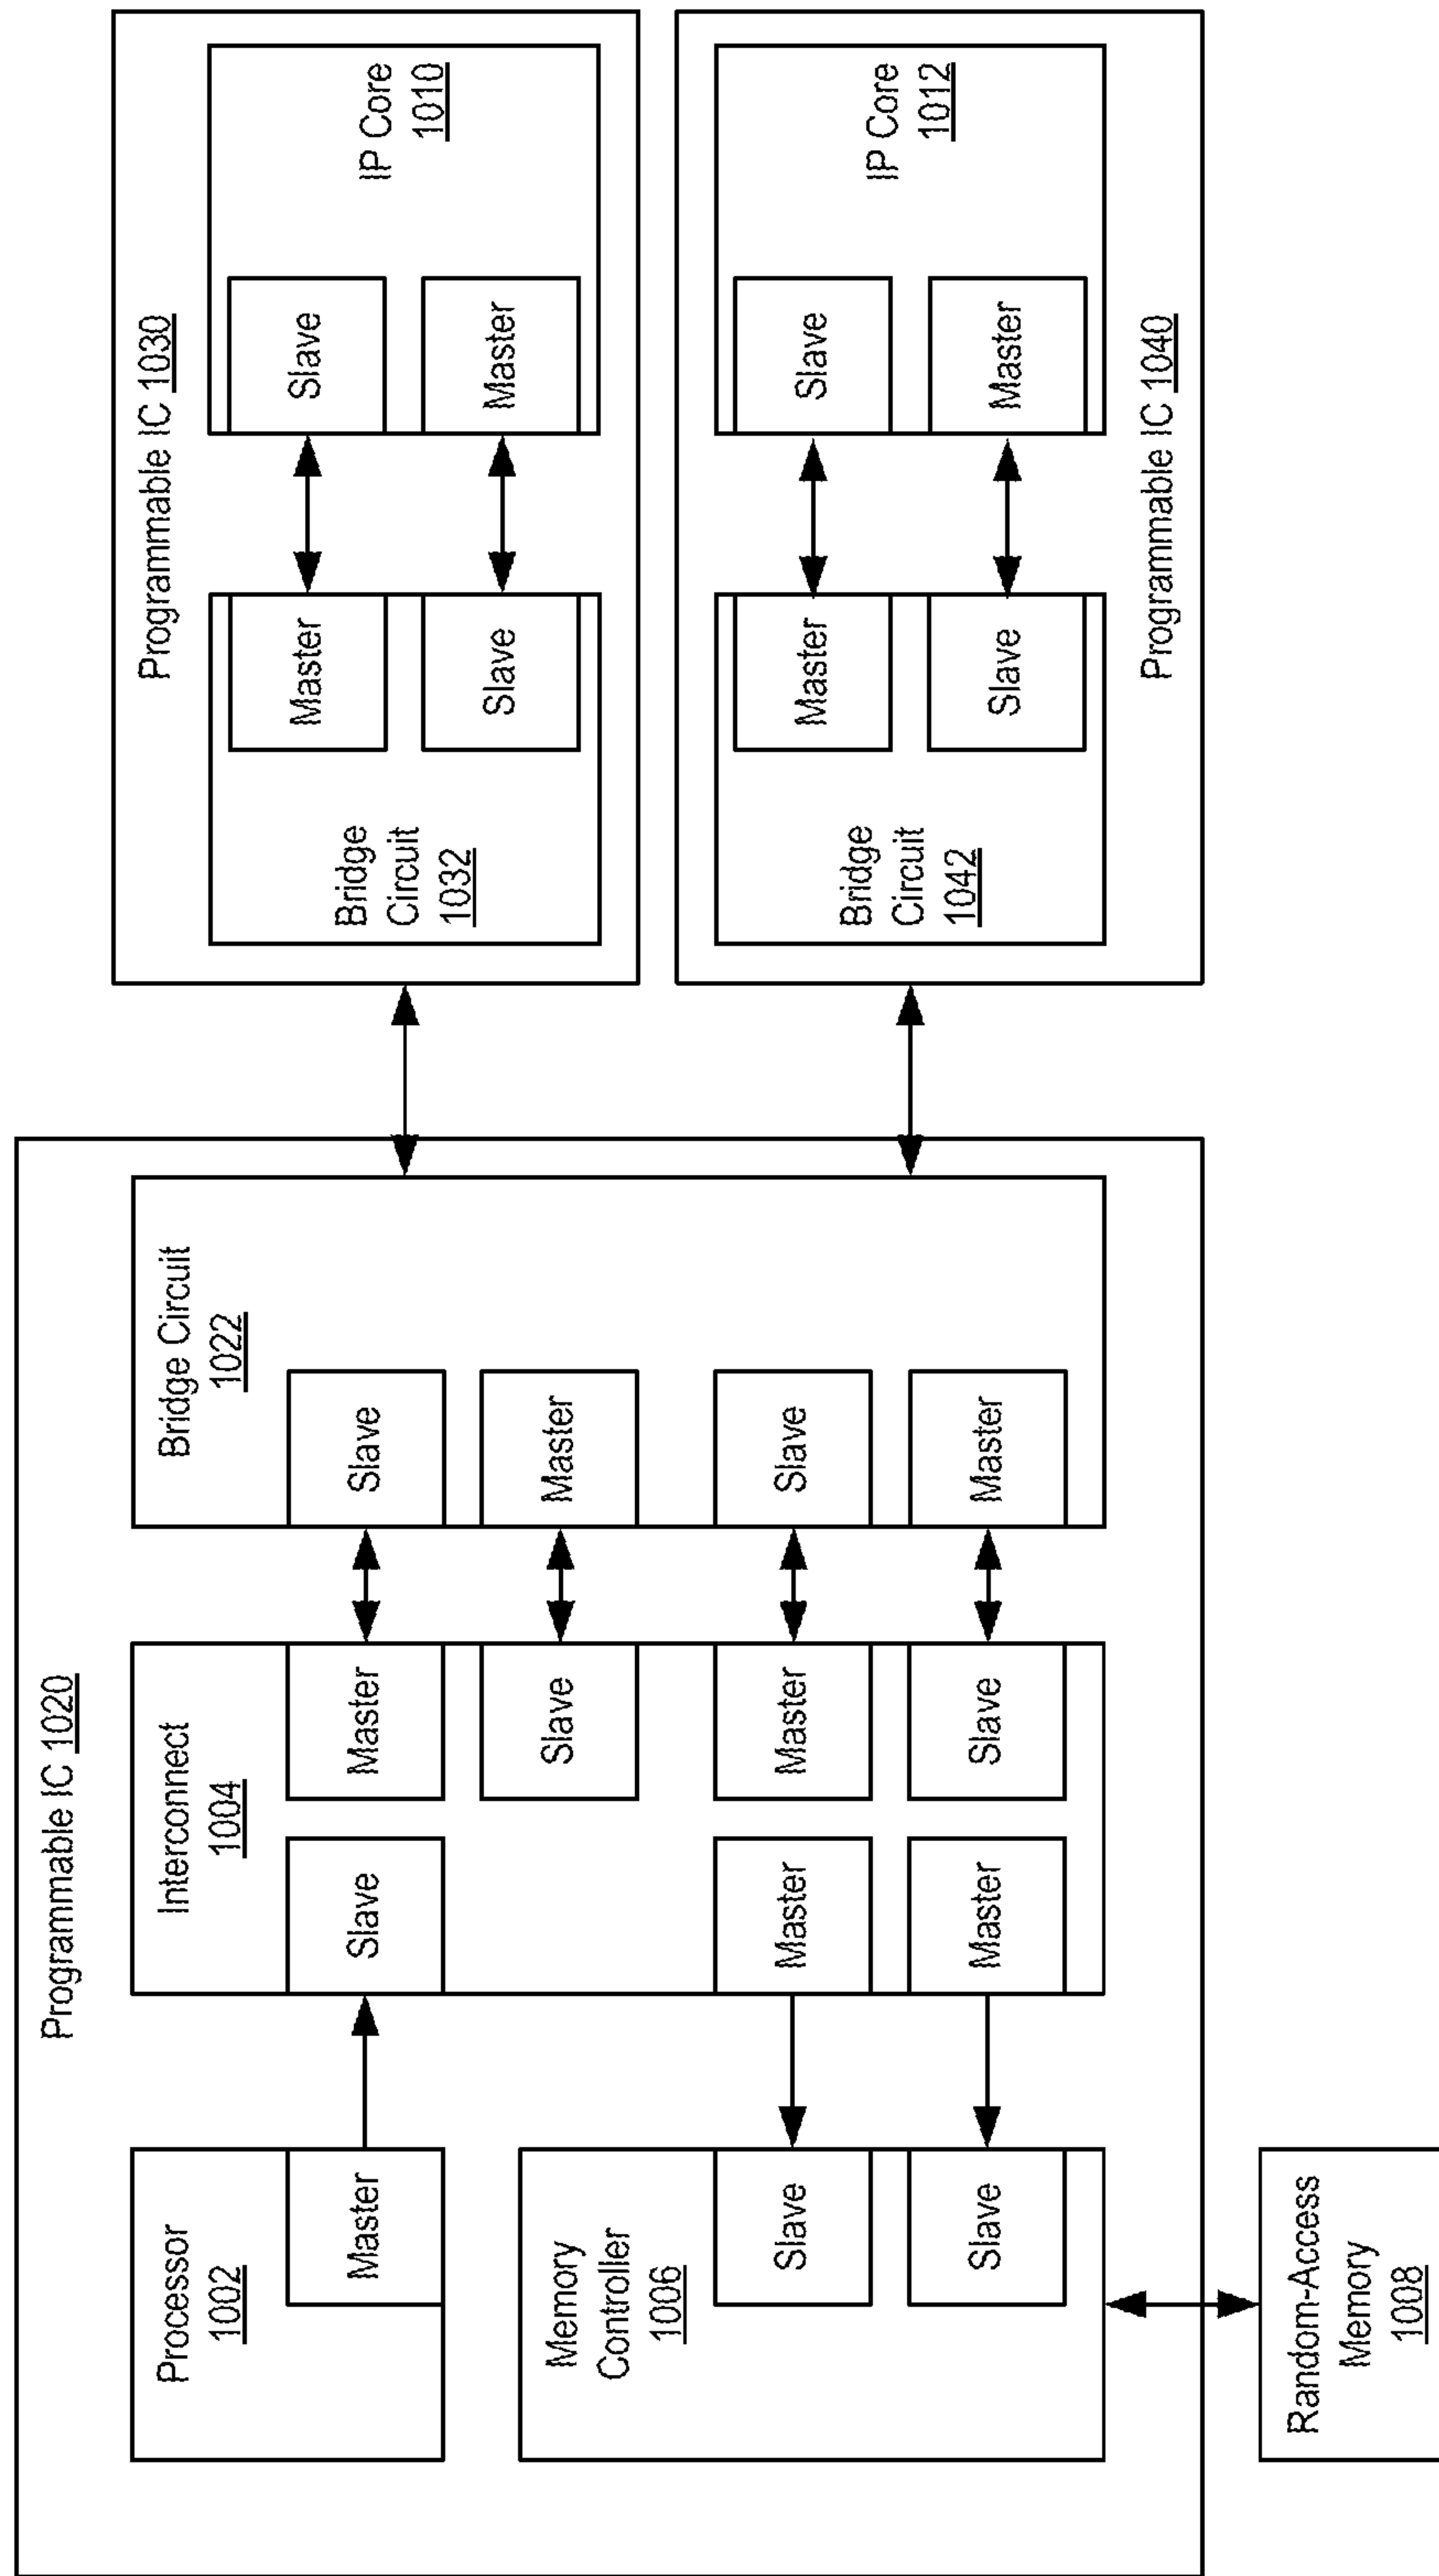 Programmable IC 1020
Processor
1002
Master
Memory
Controller
1006
Slave
Slave
Random-Access
Memory
1008
Interconnect
1004
Slave
Master
Slave
Master
Master
Master
Slave
Bridge Circuit
1022
Slave
Master
Slave
Master
Programmable IC 1030
Bridge
Circuit
1032
Master
Slave
Slave
Master
IP Core
1010
Bridge
Circuit
1042
Master
Slave
Slave
Master
IP Core
1012
Programmable IC 1040